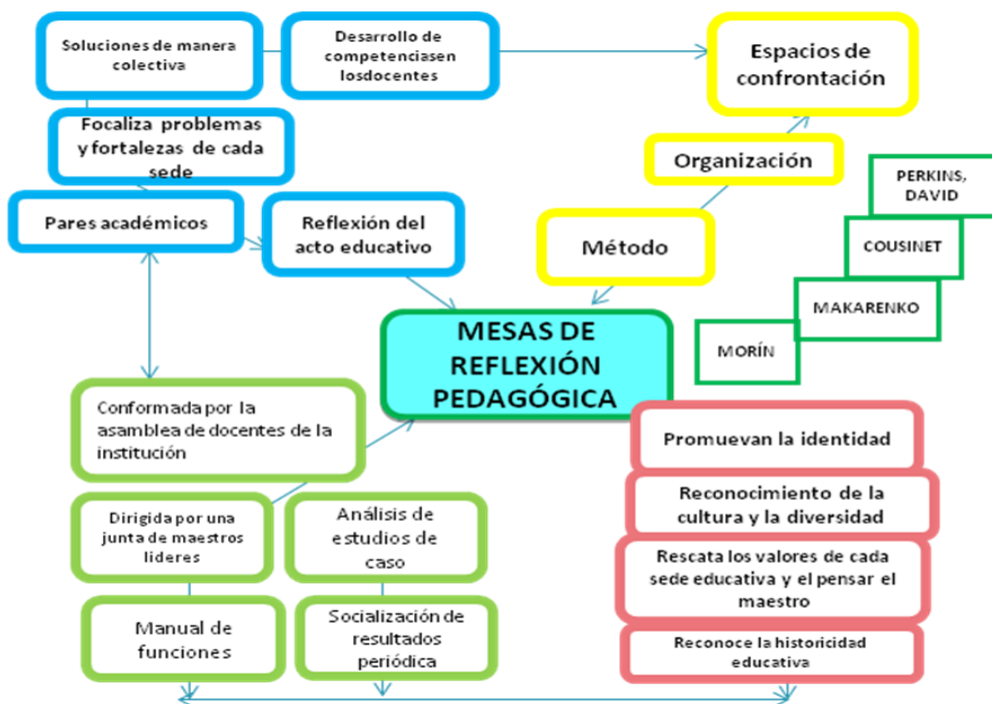 Soluciones de manera
colectiva
Desarrollo de
competenciasen
losdocentes
Espacios de
confrontación
Focaliza problemas
y fortalezas de cada
sede
Organización
PERKINS,
DAVID
Pares académicos
Reflexión del
acto educativo
Método
COUSINET
MAKARENKO
MORÍN
MESAS DE
REFLEXIÓN
PEDAGÓGICA
Conformada por la
asamblea de docentes de la
institución
Dirigida por una
junta de maestros
lideres
Análisis de
estudios de
caso
Manual de
funciones
Socialización de
resultados
periódica
Promuevan la identidad
Reconocimiento de la
cultura y la diversidad
Rescata los valores de cada
sede educativa y el pensar el
maestro
Reconoce la historicidad
educativa